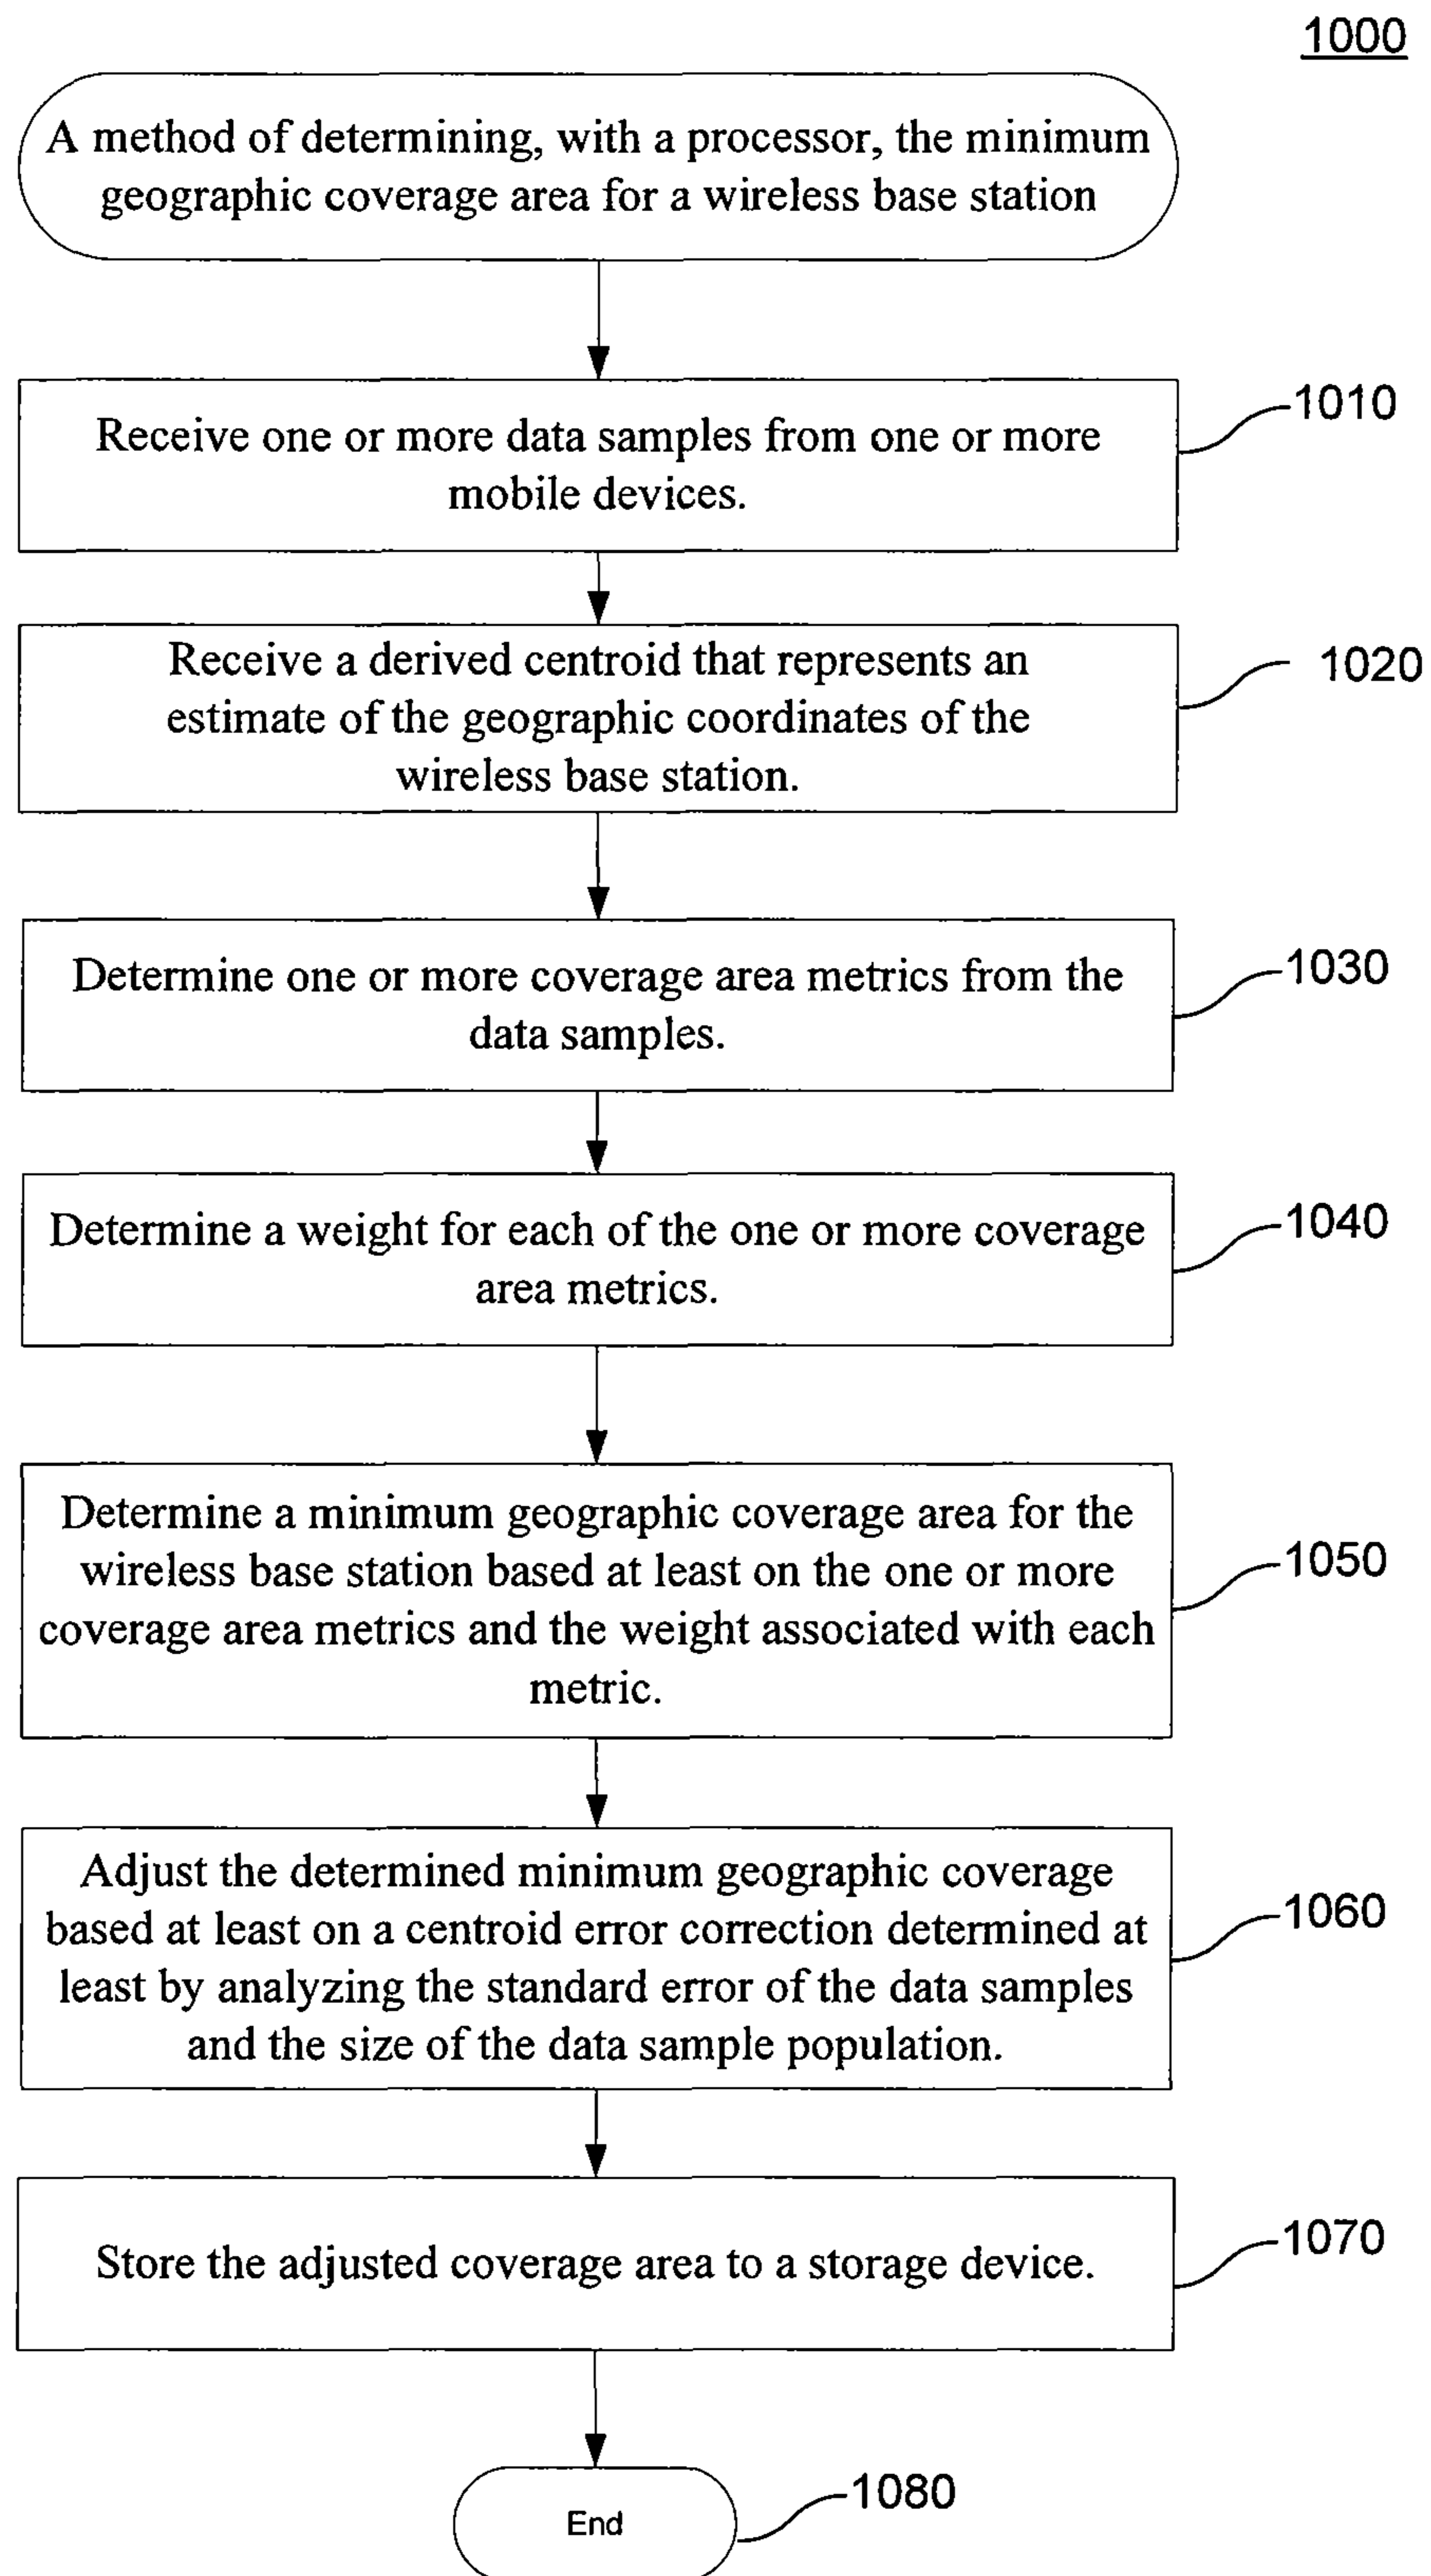 1000
A method of determining, with a processor, the minimum
geographic coverage area for a wireless base station
Receive one or more data samples from one or more
mobile devices.
1010
Receive a derived centroid that represents an
estimate of the geographic coordinates of the
wireless base station.
1020
Determine one or more coverage area metrics from the
data samples.
1030
Determine a weight for each of the one or more coverage
area metrics.
1040
Determine a minimum geographic coverage area for the
wireless base station based at least on the one or more
coverage area metrics and the weight associated with each
metric.
1050
Adjust the determined minimum geographic coverage
based at least on a centroid error correction determined at
least by analyzing the standard error of the data samples
and the size of the data sample population.
1060
Store the adjusted coverage area to a storage device.
1070
End
1080